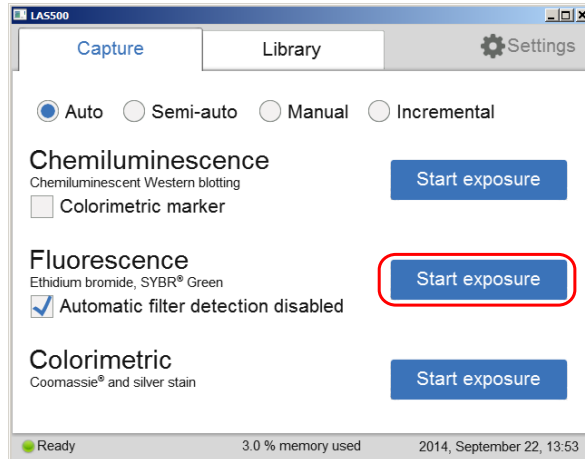 LAS500
Capture Library Settings
Auto Semi-auto Manual Incremental
Chemiluminescence
Chemiluminescent Western blotting
Start exposure
Colorimetric marker
Fluorescence
Ethidium bromide, SYBR® Green
Start exposure
Automatic filter detection disabled
Colorimetric
Coomassie® and silver stain
Start exposure
Ready 3.0 % memory used 2014, September 22, 13:53